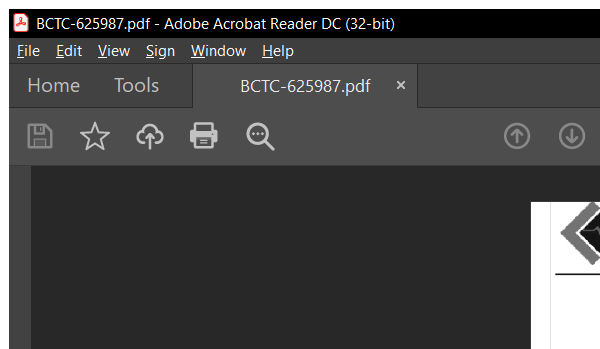 BCTC-625987.pdf - Adobe Acrobat Reader DC (32-bit)
File Edit View Sign Window Help
Home Tools BCTC-625987.pdf ×